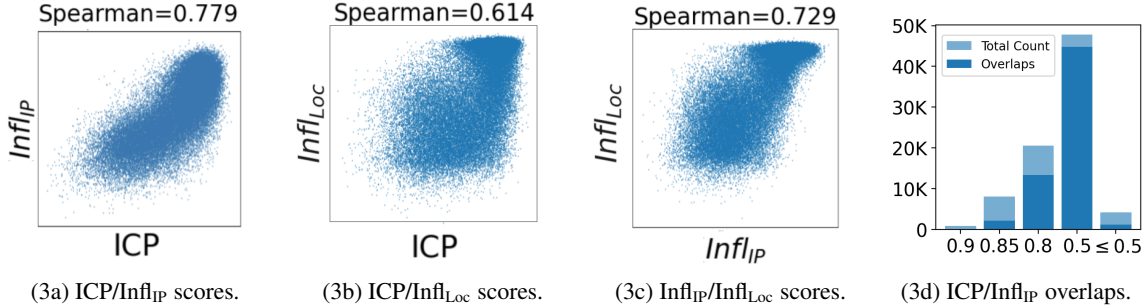 Spearman=0.779
Infl_IP
ICP
(3a) ICP/Infl_IP scores.
Spearman=0.614
Infl_Loc
ICP
(3b) ICP/Infl_Loc scores.
Spearman=0.729
Infl_Loc
Infl_IP
(3c) Infl_IP/Infl_Loc scores.
50K
40K
30K
20K
10K
0
Total Count
Overlaps
0.9 0.85 0.8 0.5 ≤ 0.5
(3d) ICP/Infl_IP overlaps.